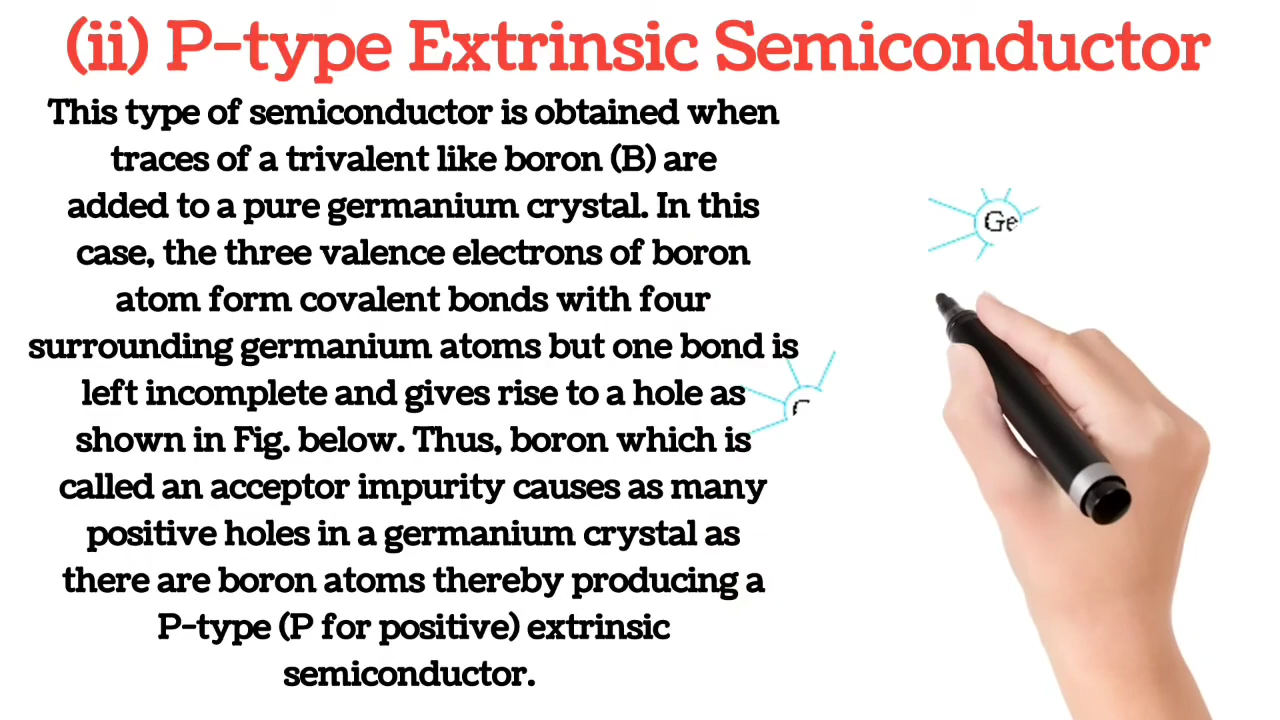 (ii) P-type Extrinsic Semiconductor
This type of semiconductor is obtained when
traces of a trivalent like boron (B) are
added to a pure germanium crystal. In this
case, the three valence electrons of boron
atom form covalent bonds with four
surrounding germanium atoms but one bond is
left incomplete and gives rise to a hole as
shown in Fig. below. Thus, boron which is
called an acceptor impurity causes as many
positive holes in a germanium crystal as
there are boron atoms thereby producing a
P-type (P for positive) extrinsic
semiconductor.
Ge